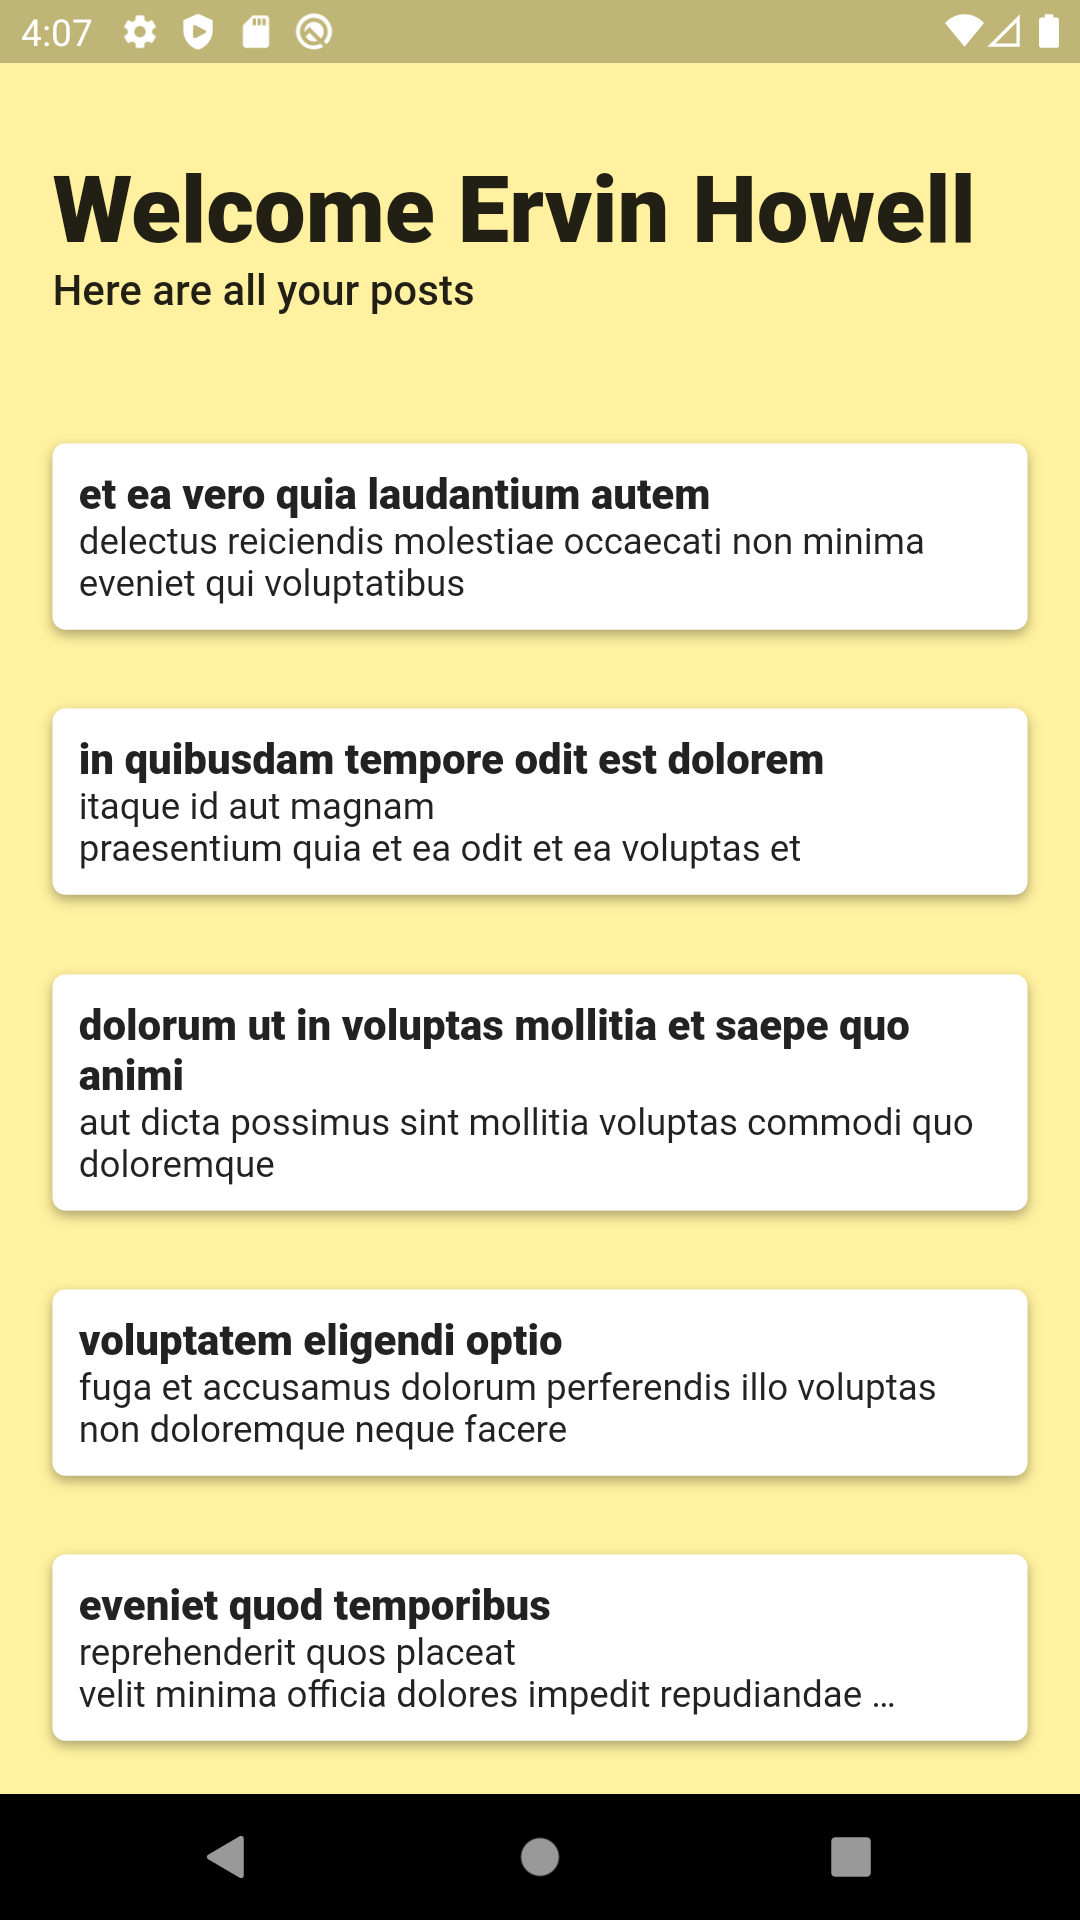 4:07
Welcome Ervin Howell
Here are all your posts
et ea vero quia laudantium autem
delectus reiciendis molestiae occaecati non minima
eveniet qui voluptatibus
in quibusdam tempore odit est dolorem
itaque id aut magnam
praesentium quia et ea odit et ea voluptas et
dolorum ut in voluptas mollitia et saepe quo
animi
aut dicta possimus sint mollitia voluptas commodi quo
doloremque
voluptatem eligendi optio
fuga et accusamus dolorum perferendis illo voluptas
non doloremque neque facere
eveniet quod temporibus
reprehenderit quos placeat
velit minima officia dolores impedit repudiandae ...